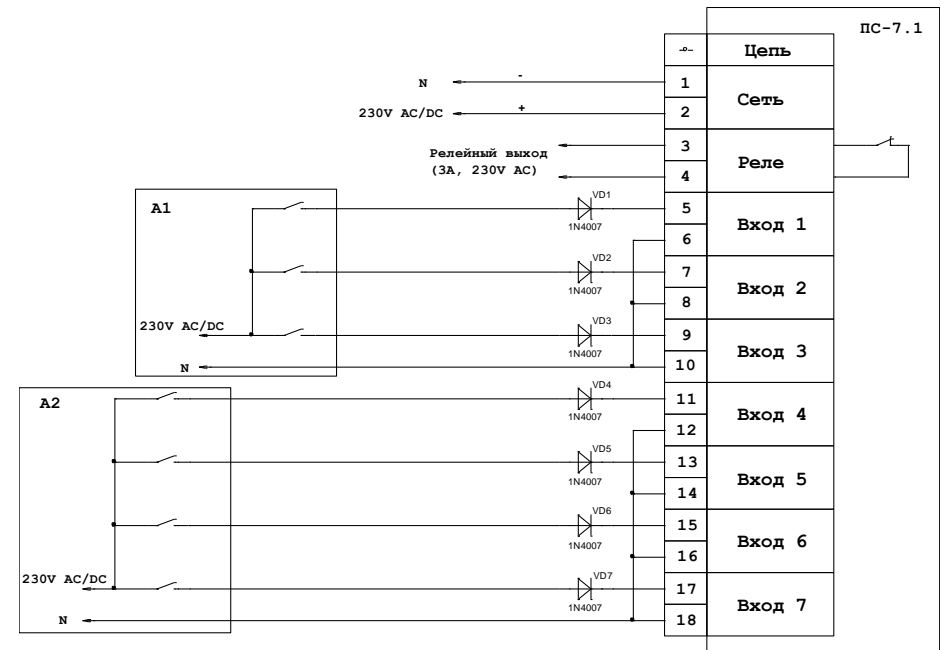 ПС-7.1
Цепь
1
Сеть
N
-
2
230V AC/DC
+
3
Реле
Релейный выход
(3А, 230V AC)
4
А1
VD1
1N4007
5
Вход 1
6
VD2
1N4007
7
Вход 2
8
230V AC/DC
VD3
1N4007
9
Вход 3
N
10
А2
VD4
1N4007
11
Вход 4
12
VD5
1N4007
13
Вход 5
14
VD6
1N4007
15
Вход 6
16
230V AC/DC
VD7
1N4007
17
Вход 7
N
18